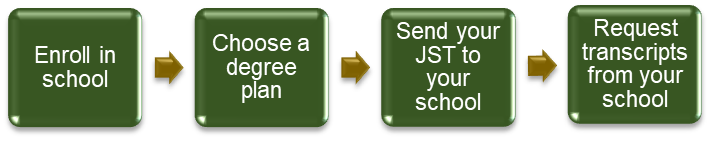 Enroll in
school
Choose a
degree
plan
Send your
JST to
your
school
Request
transcripts
from your
school